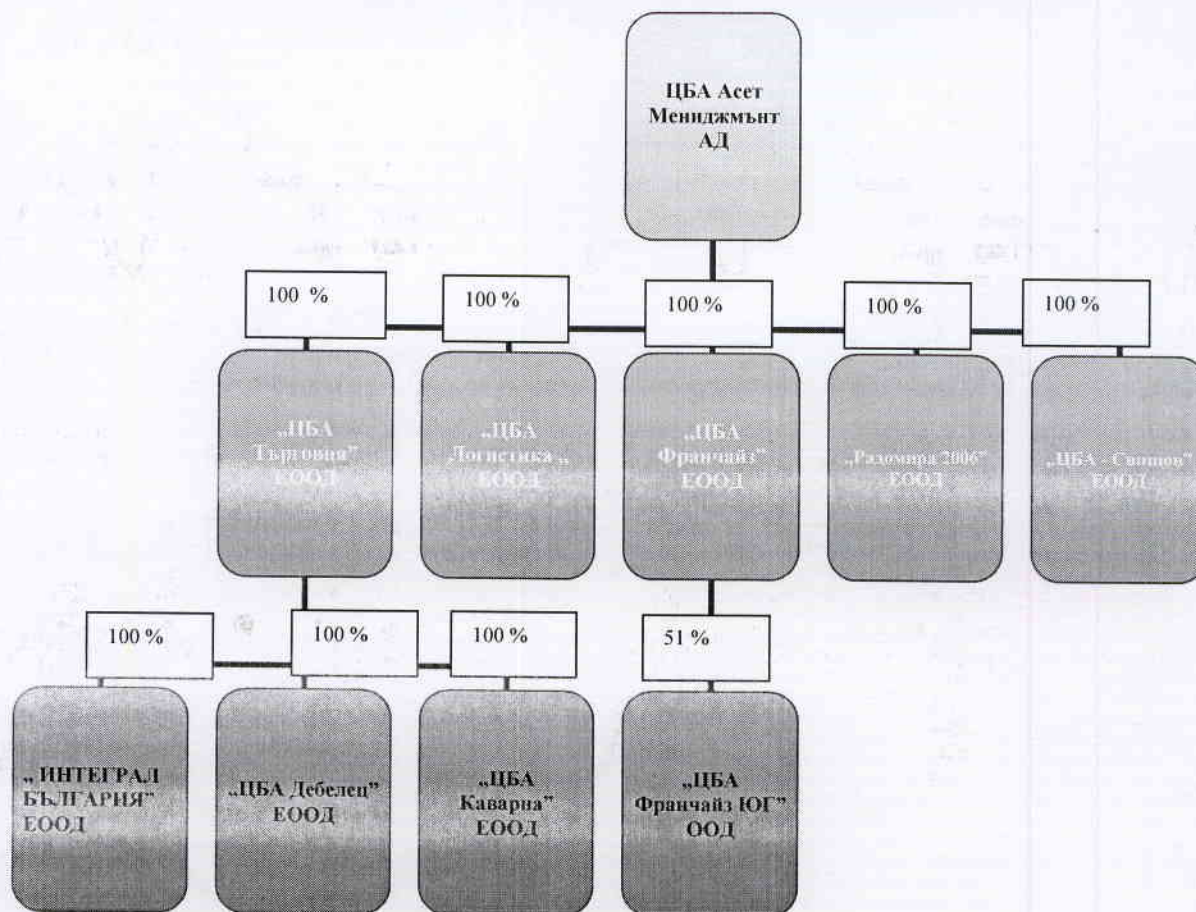 ЦБА Асет
Мениджмънт
АД
100 %
100 %
100 %
100 %
100 %
„ЦБА
Търговия”
ЕООД
„ЦБА
Логистика „
ЕООД
„ЦБА
Франчайз”
ЕООД
„Радомира 2006”
ЕООД
„ЦБА - Свищов”
ЕООД
100 %
100 %
100 %
51 %
„ ИНТЕГРАЛ
БЪЛГАРИЯ”
ЕООД
„ЦБА Дебелец”
ЕООД
„ЦБА
Каварна”
ЕООД
„ЦБА
Франчайз ЮГ”
ООД